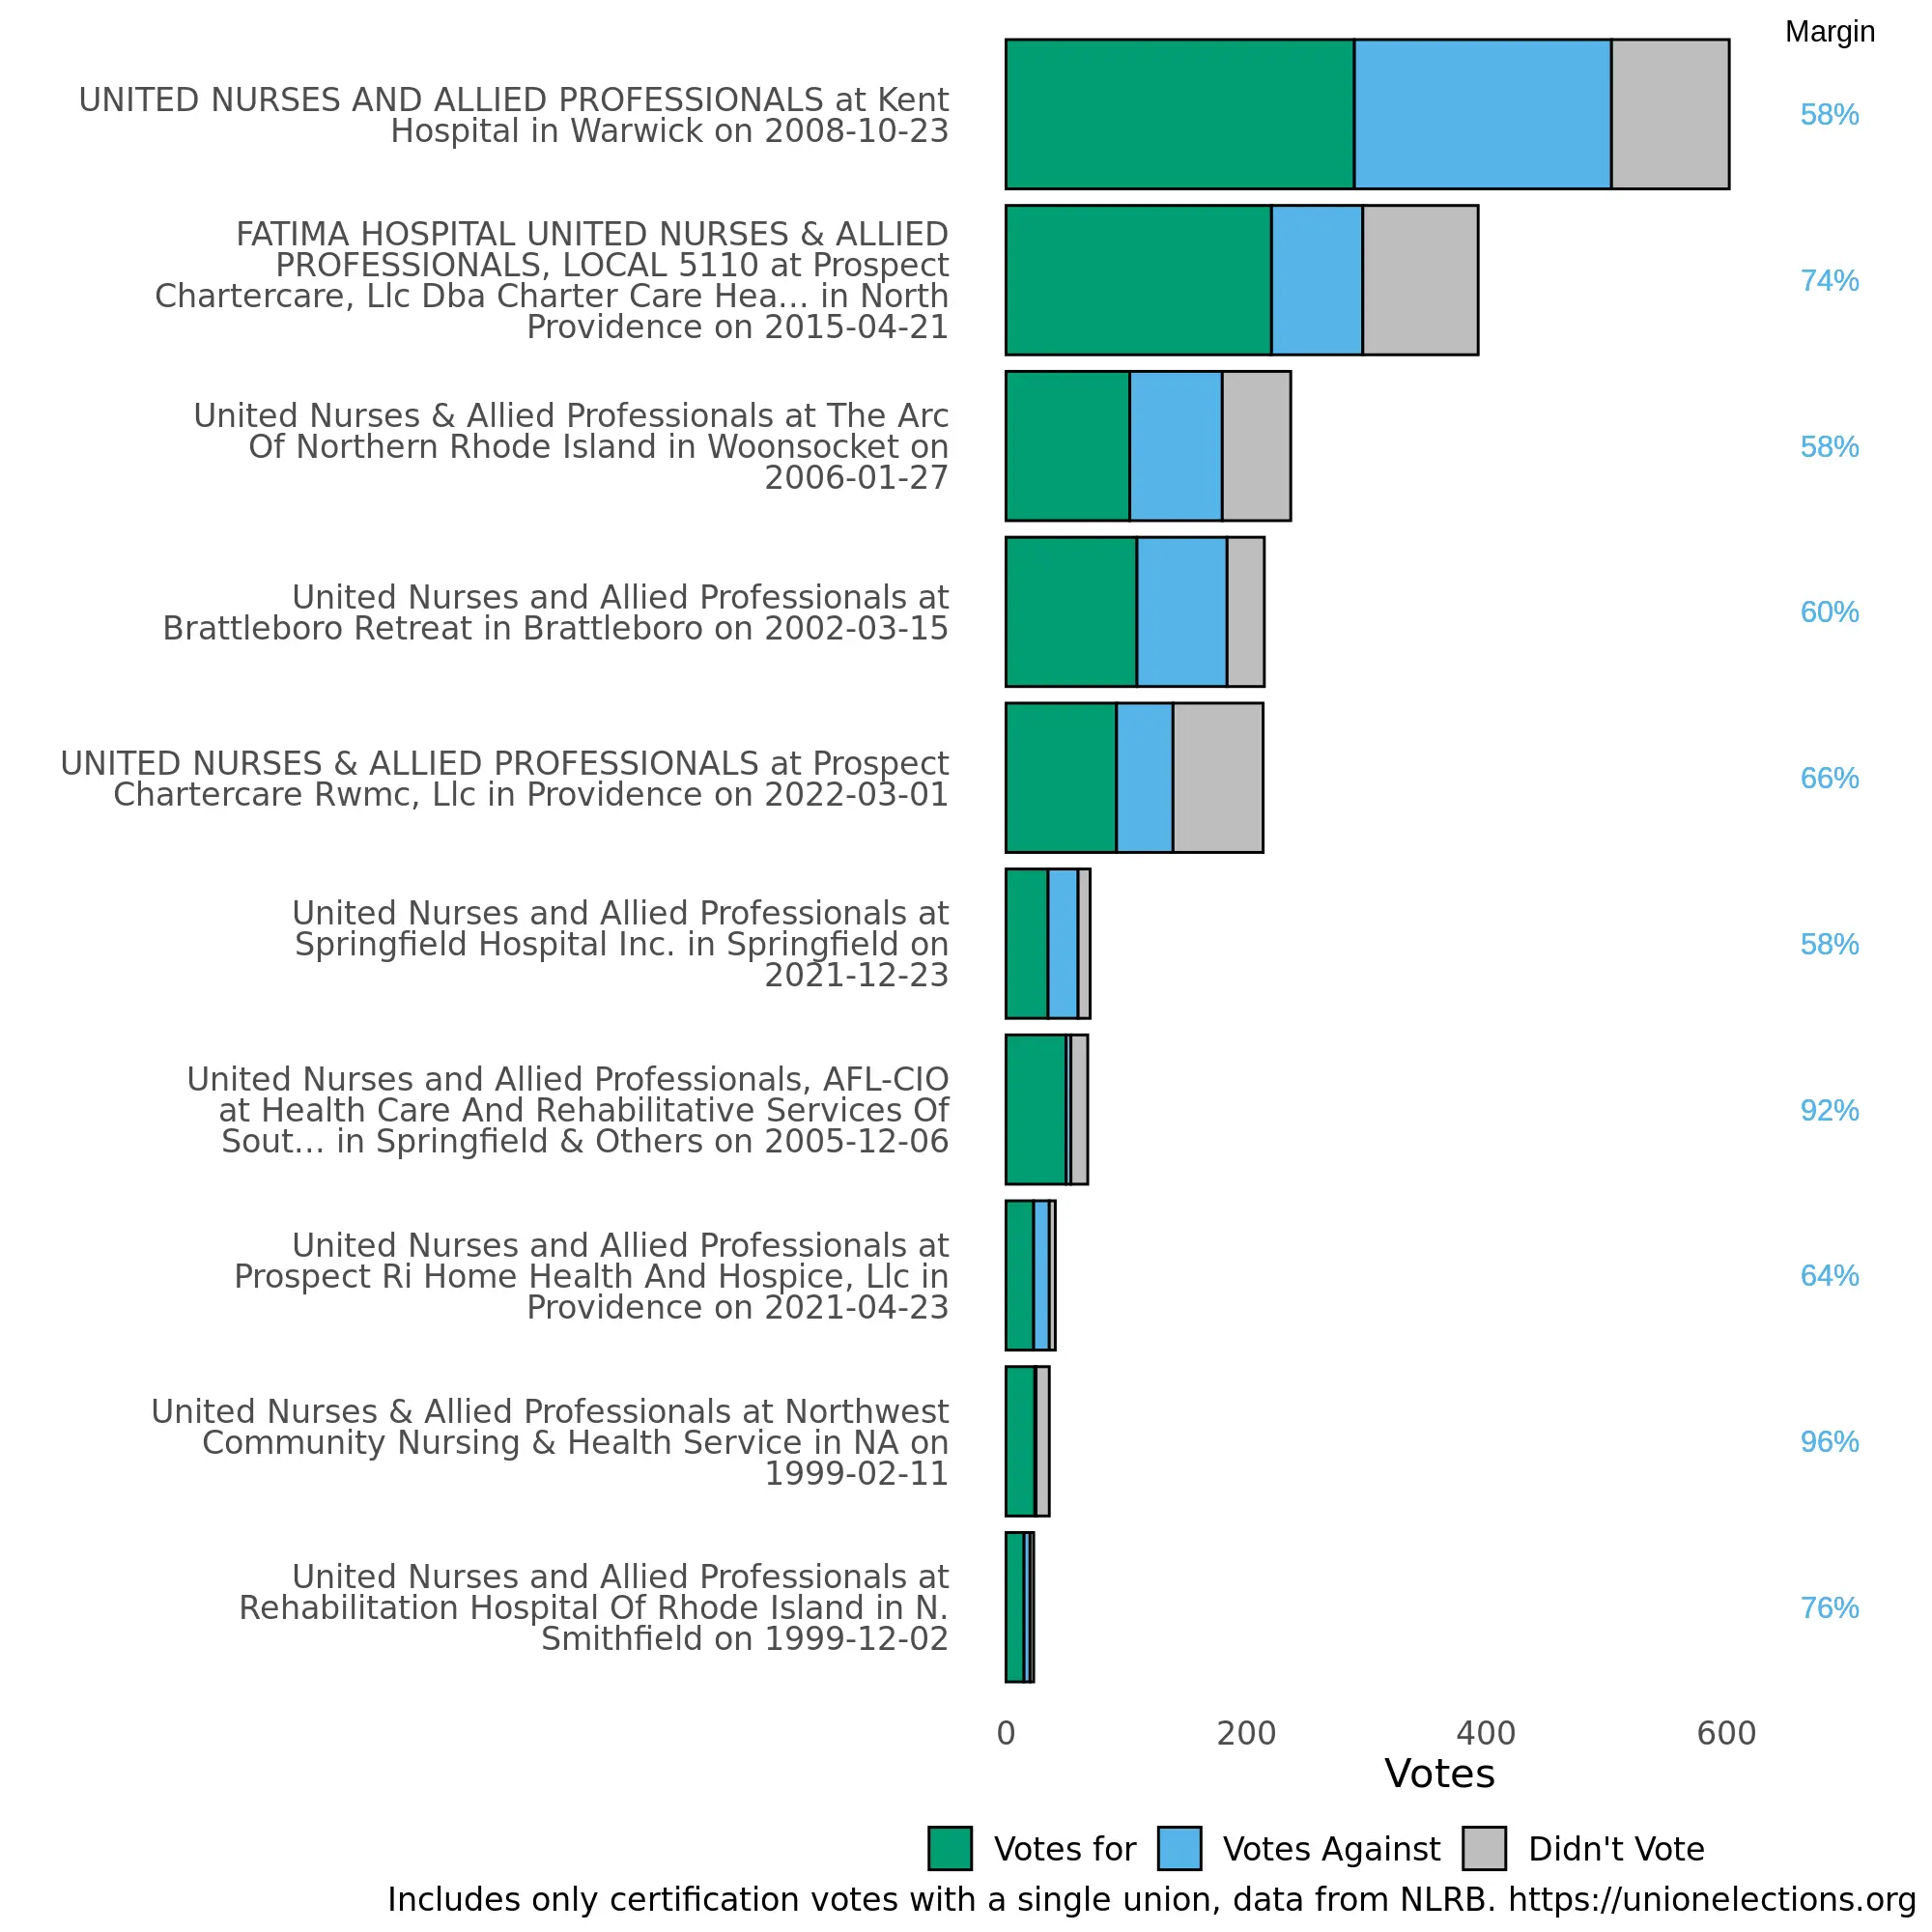 Margin
UNITED NURSES AND ALLIED PROFESSIONALS at Kent
Hospital in Warwick on 2008-10-23
58%
FATIMA HOSPITAL UNITED NURSES & ALLIED
PROFESSIONALS, LOCAL 5110 at Prospect
Chartercare, Llc Dba Charter Care Hea... in North
Providence on 2015-04-21
74%
United Nurses & Allied Professionals at The Arc
Of Northern Rhode Island in Woonsocket on
2006-01-27
58%
United Nurses and Allied Professionals at
Brattleboro Retreat in Brattleboro on 2002-03-15
60%
UNITED NURSES & ALLIED PROFESSIONALS at Prospect
Chartercare Rwmc, Llc in Providence on 2022-03-01
66%
United Nurses and Allied Professionals at
Springfield Hospital Inc. in Springfield on
2021-12-23
58%
United Nurses and Allied Professionals, AFL-CIO
at Health Care And Rehabilitative Services Of
Sout... in Springfield & Others on 2005-12-06
92%
United Nurses and Allied Professionals at
Prospect Ri Home Health And Hospice, Llc in
Providence on 2021-04-23
64%
United Nurses & Allied Professionals at Northwest
Community Nursing & Health Service in NA on
1999-02-11
96%
United Nurses and Allied Professionals at
Rehabilitation Hospital Of Rhode Island in N.
Smithfield on 1999-12-02
76%
0 200 400 600
Votes
Votes for Votes Against Didn't Vote
Includes only certification votes with a single union, data from NLRB. https://unionelections.org